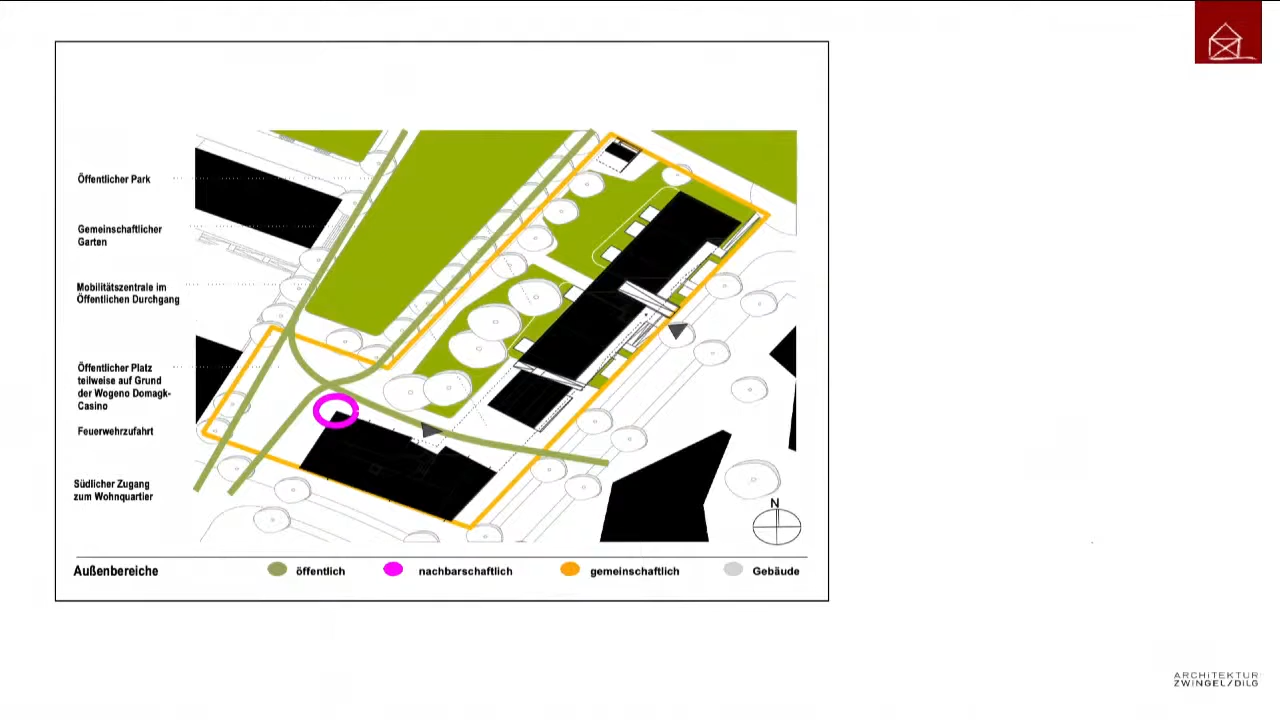 Öffentlicher Park
Gemeinschaftlicher
Garten
Mobilitätszentrale im
Öffentlichen Durchgang
Öffentlicher Platz
teilweise auf Grund
der Wogeno Domagk-
Casino
Feuerwehrzufahrt
Südlicher Zugang
zum Wohnquartier
N
Außenbereiche
öffentlich
nachbarschaftlich
gemeinschaftlich
Gebäude
ARCHiTEKTUR
ZWiNGEL/DiLG